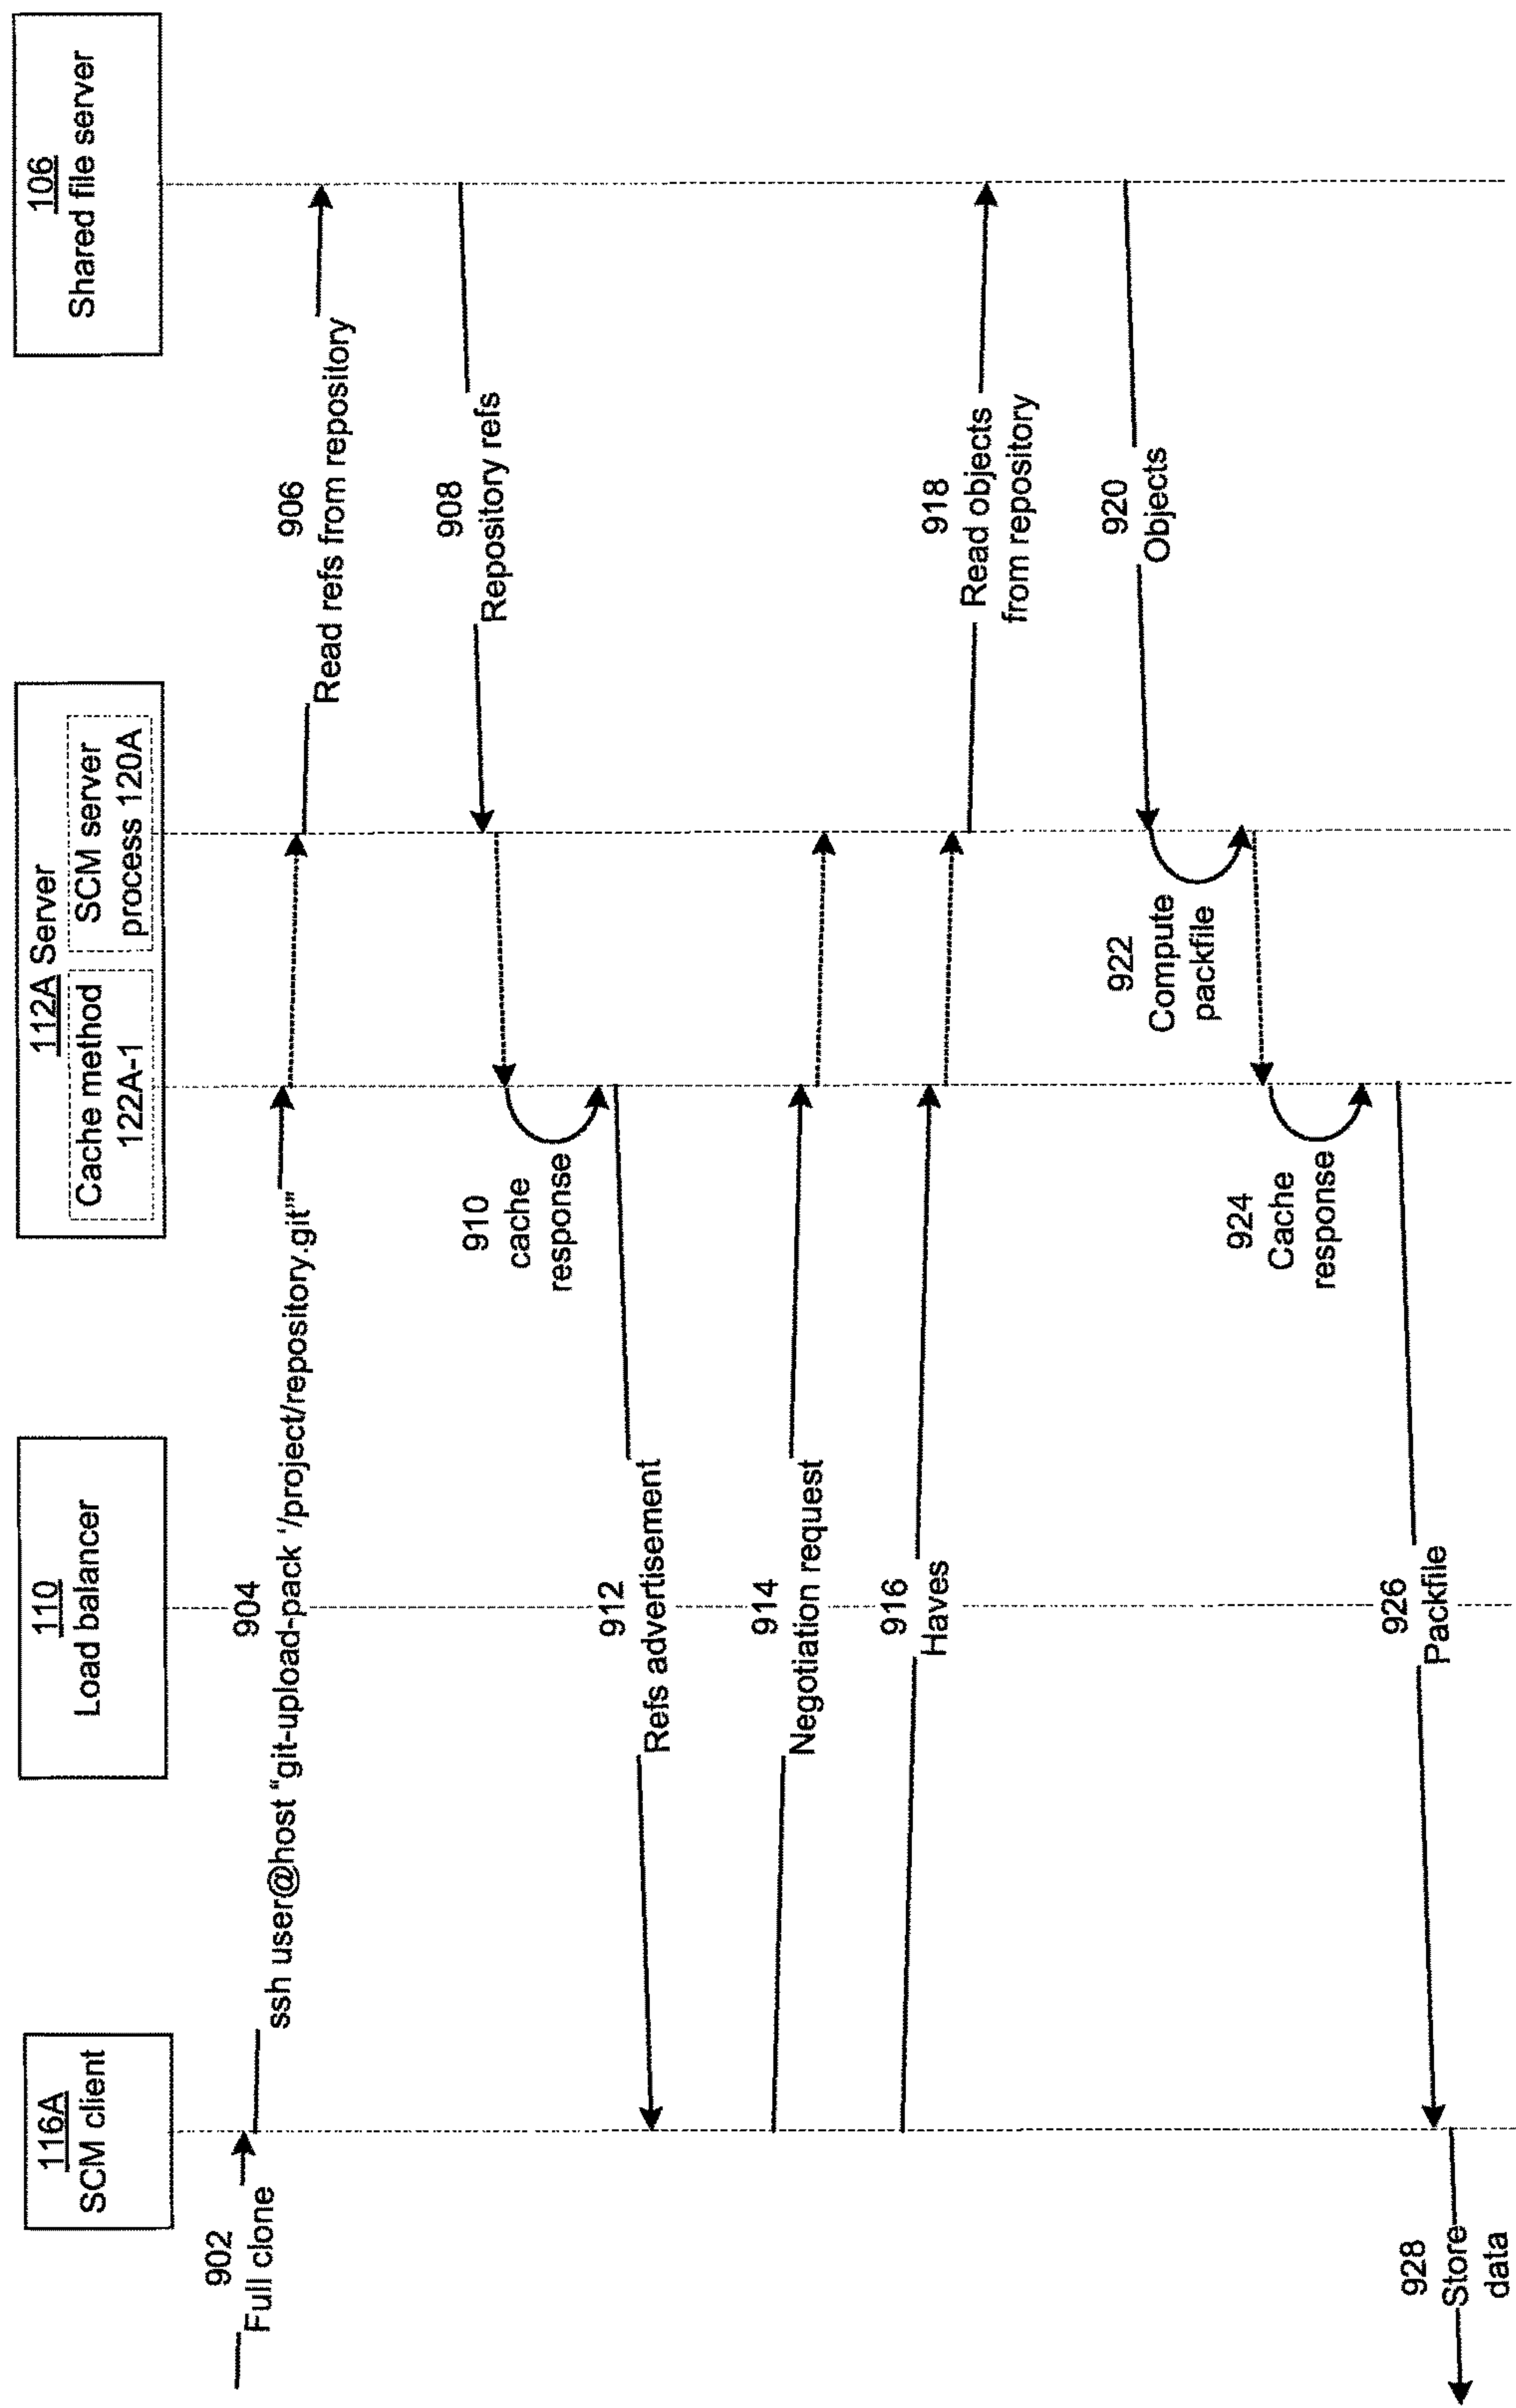 116A
SCM client
110
Load balancer
112A Server
Cache method
122A-1
SCM server
process 120A
106
Shared file server
902
Full clone
904
ssh user@host “git-upload-pack ‘/project/repository.git’”
906
Read refs from repository
908
Repository refs
910
cache
response
912
Refs advertisement
914
Negotiation request
916
Haves
918
Read objects
from repository
920
Objects
922
Compute
packfile
924
Cache
response
926
Packfile
928
Store
data